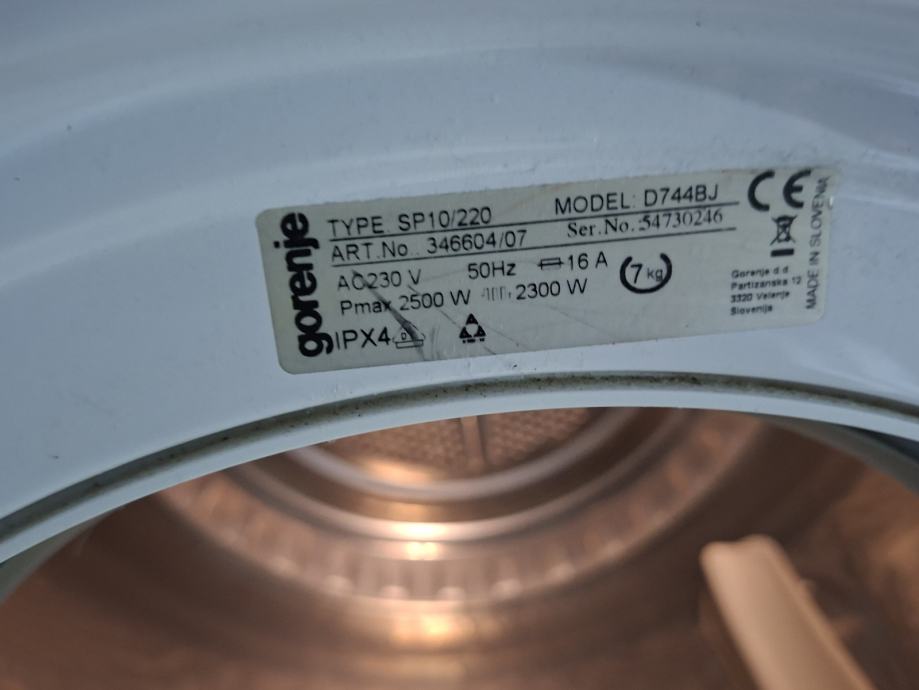 gorenje
TYPE. SP10/220 MODEL: D744BJ
ART.No.: 346604/07 Ser.No.:54730246
AC230 V 50Hz 16 A 7 kg
Pmax 2500 W 2300 W
IPX4
CE
Gorenje d.d.
Partizanska 12
3320 Velenje
Slovenija
MADE IN SLOVENIA